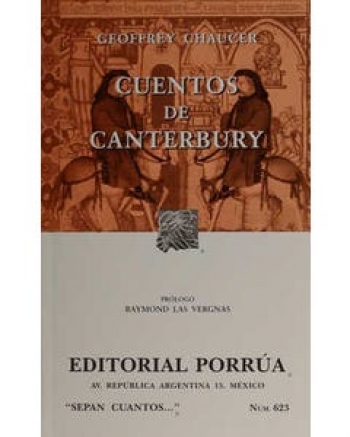 GEOFFREY CHAUCER
CUENTOS
DE
CANTERBURY
PRÓLOGO
RAYMOND LAS VERGNAS
EDITORIAL PORRÚA
AV. REPÚBLICA ARGENTINA 15. MÉXICO
"SEPAN CUANTOS..." NUM. 623